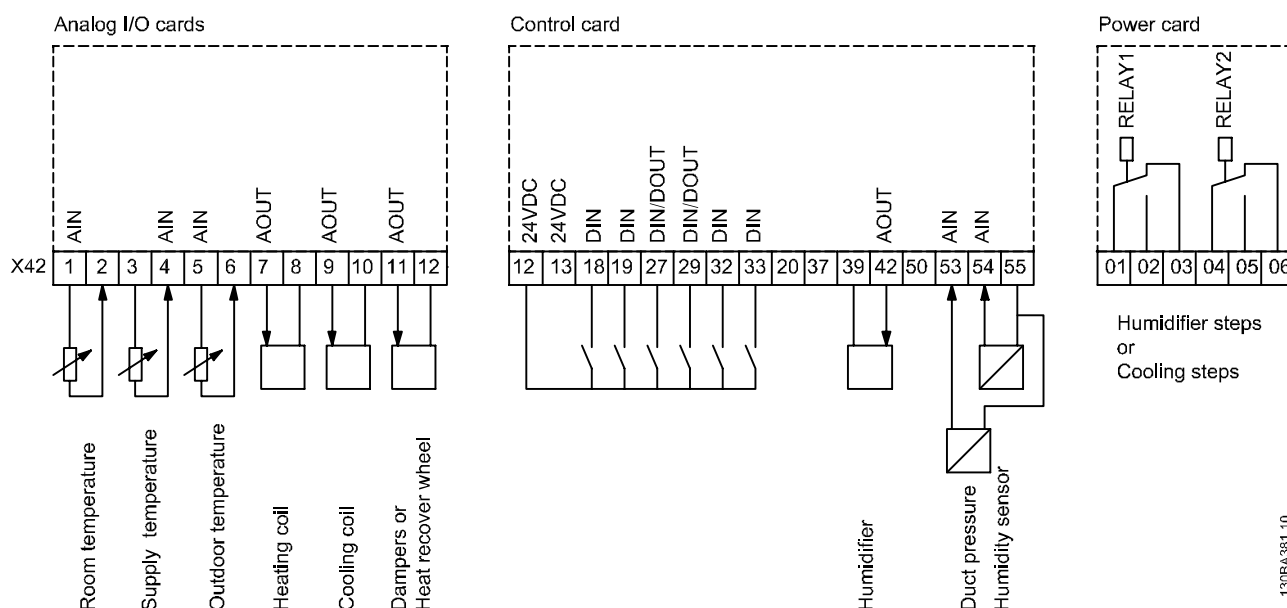 Analog I/O cards
Control card
Power card
RELAY1
RELAY2
AIN
AIN
AIN
AOUT
AOUT
AOUT
24VDC
24VDC
DIN
DIN
DIN/DOUT
DIN/DOUT
DIN
DIN
AOUT
AIN
AIN
X42 1 2 3 4 5 6 7 8 9 10 11 12
12 13 18 19 27 29 32 33 20 37 39 42 50 53 54 55
01 02 03 04 05 06
Humidifier steps
or
Cooling steps
Room temperature
Supply temperature
Outdoor temperature
Heating coil
Cooling coil
Dampers or
Heat recover wheel
Humidifier
Duct pressure
Humidity sensor
130BA381.10